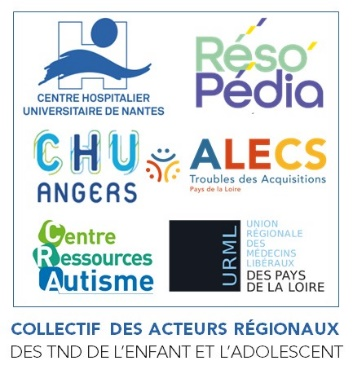 CENTRE HOSPITALIER
UNIVERSITAIRE DE NANTES
Réso'
Pédia
CHU
ANGERS
ALECS
Troubles des Acquisitions
Pays de la Loire
Centre
Ressources
Autisme
URML
UNION
RÉGIONALE
DES
MÉDECINS
LIBÉRAUX
DES PAYS
DE LA LOIRE
COLLECTIF DES ACTEURS RÉGIONAUX
DES TND DE L'ENFANT ET L'ADOLESCENT